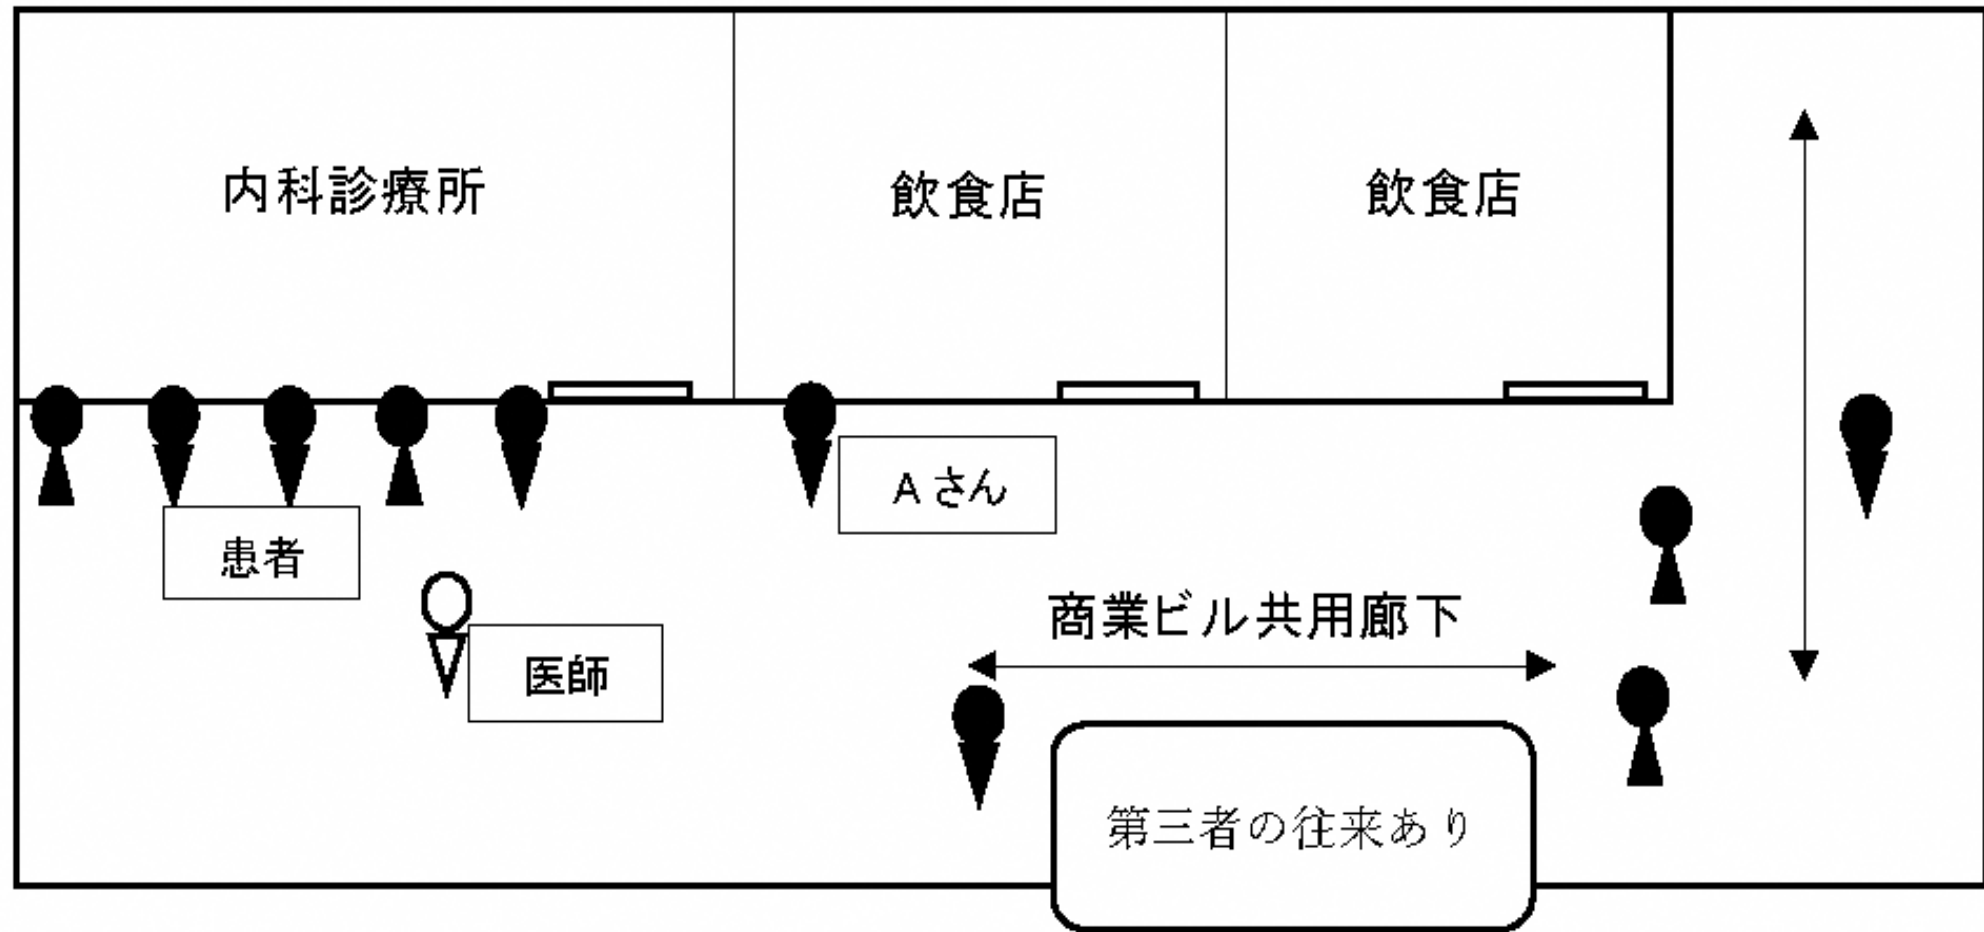 内科診療所
飲食店
飲食店
Aさん
患者
商業ビル共用廊下
医師
第三者の往来あり